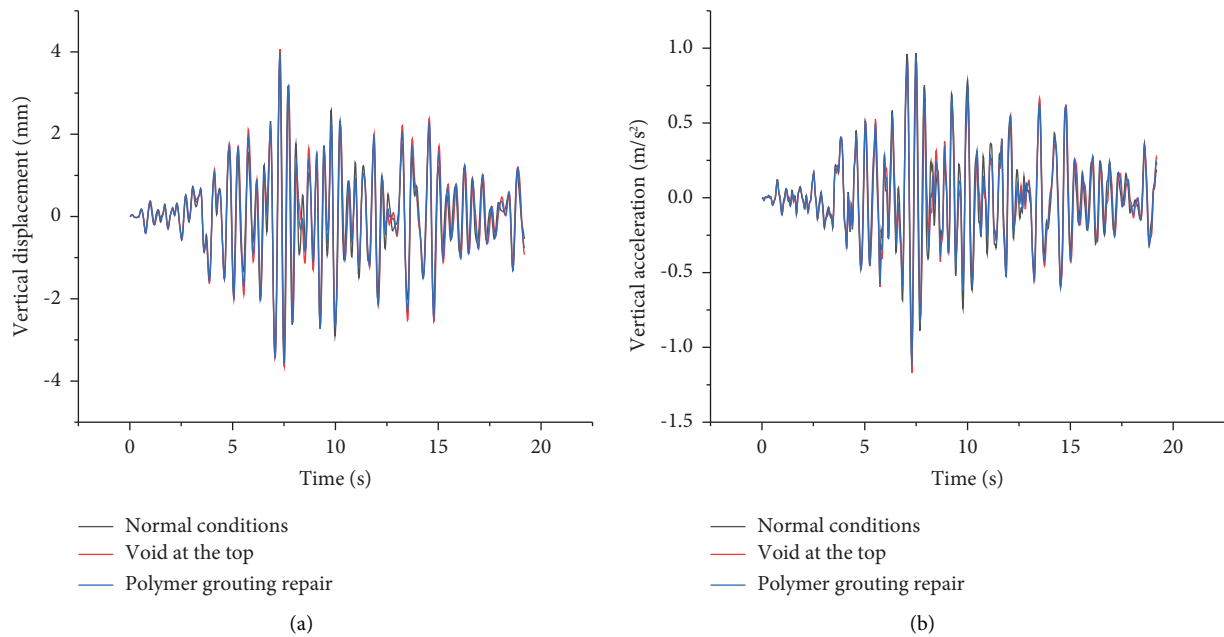 Vertical displacement (mm)
4
2
0
-2
-4
0
5
10
15
20
Time (s)
Normal conditions
Void at the top
Polymer grouting repair
(a)
Vertical acceleration (m/s²)
1.0
0.5
0.0
-0.5
-1.0
-1.5
0
5
10
15
20
Time (s)
Normal conditions
Void at the top
Polymer grouting repair
(b)